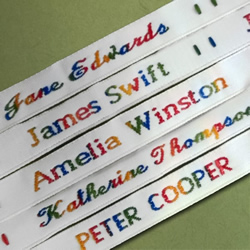 Jane Edwards
James Swift
Amelia Winston
Katherine Thompson
PETER COOPER